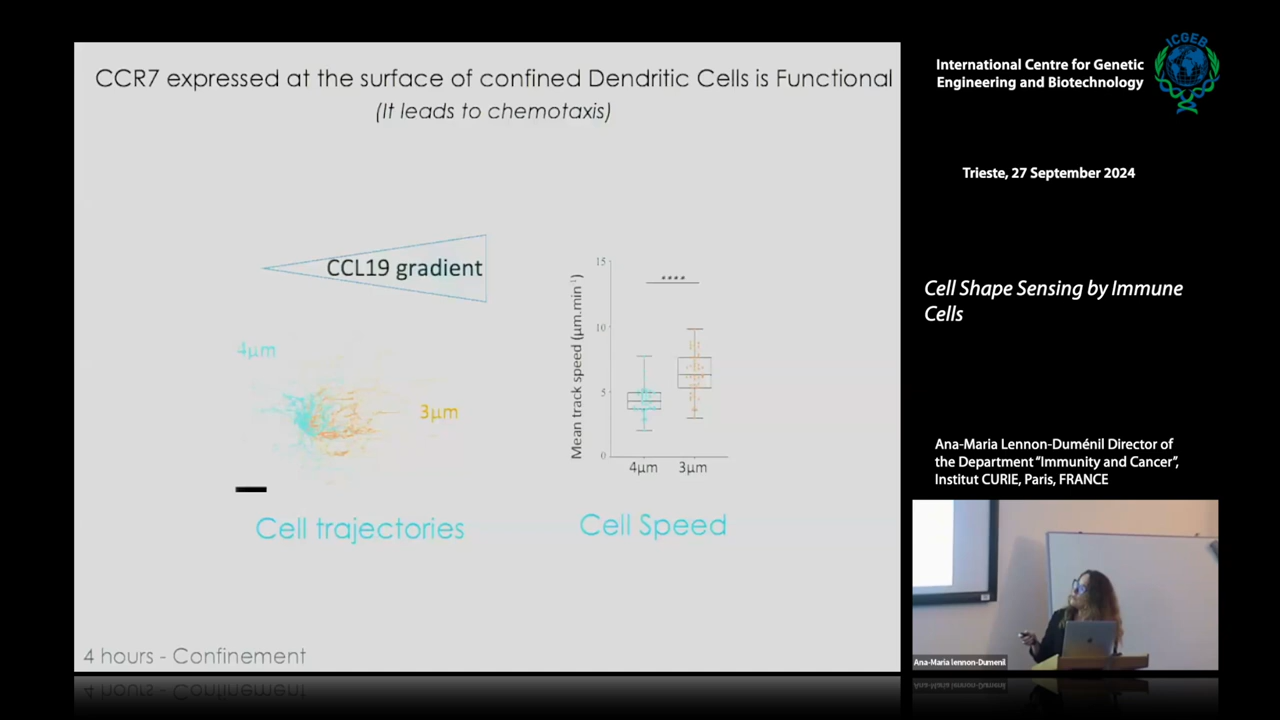 CCR7 expressed at the surface of confined Dendritic Cells is Functional
(It leads to chemotaxis)
CCL19 gradient
4µm
3µm
Cell trajectories
Mean track speed (µm.min⁻¹)
15
10
5
0
****
4µm
3µm
Cell Speed
4 hours - Confinement
International Centre for Genetic
Engineering and Biotechnology
ICGEB
Trieste, 27 September 2024
Cell Shape Sensing by Immune
Cells
Ana-Maria Lennon-Duménil Director of
the Department “Immunity and Cancer”,
Institut CURIE, Paris, FRANCE
Ana-Maria lennon-Dumenil